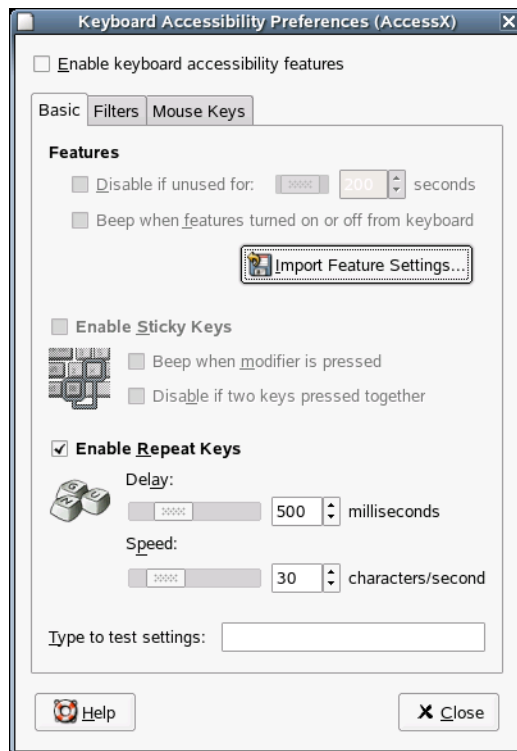 Keyboard Accessibility Preferences (AccessX)
Enable keyboard accessibility features
Basic Filters Mouse Keys
Features
Disable if unused for: 200 seconds
Beep when features turned on or off from keyboard
Import Feature Settings...
Enable Sticky Keys
Beep when modifier is pressed
Disable if two keys pressed together
Enable Repeat Keys
G N U
Delay:
500 milliseconds
Speed:
30 characters/second
Type to test settings:
Help Close